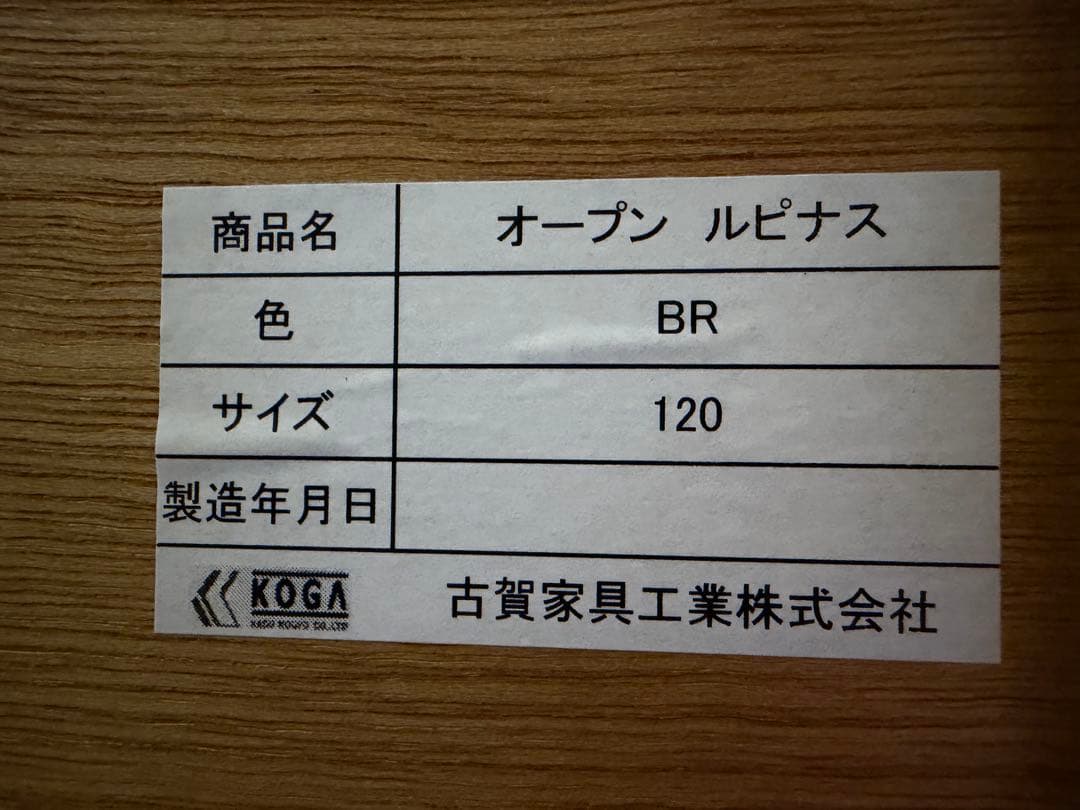 商品名 オープン ルピナス
色 BR
サイズ 120
製造年月日
KOGA 古賀家具工業株式会社